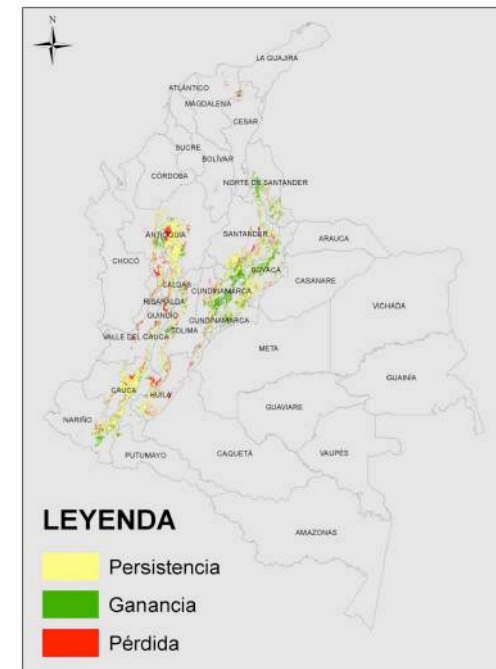 N
LA GUAJIRA
ATLÁNTICO
MAGDALENA
CESAR
SUCRE
BOLÍVAR
CÓRDOBA
NORTE DE SANTANDER
ANTIOQUIA
SANTANDER
ARAUCA
CHOCÓ
BOYACÁ
CALDAS
CASANARE
CUNDINAMARCA
VICHADA
RISARALDA
QUINDÍO
CUNDINAMARCA
TOLIMA
VALLE DEL CAUCA
META
GUAINÍA
CAUCA
HUILA
GUAVIARE
NARIÑO
CAQUETÁ
VAUPÉS
PUTUMAYO
AMAZONAS
LEYENDA
Persistencia
Ganancia
Pérdida